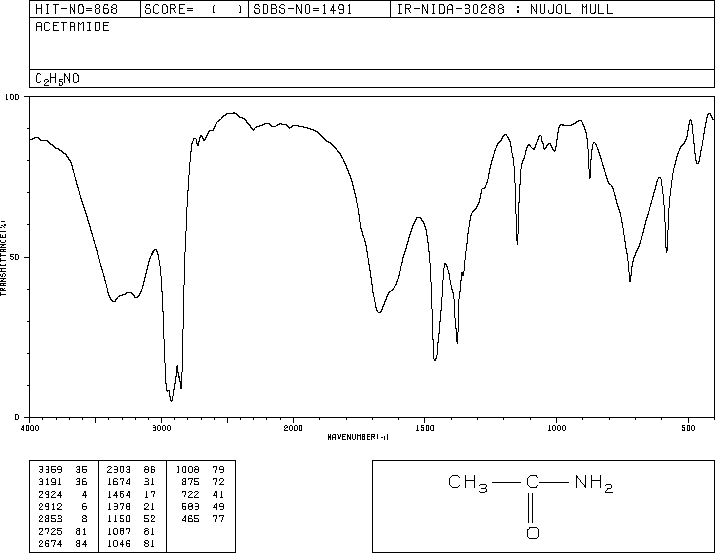 HIT-NO=868 SCORE= ( ) SDBS-NO=1491 IR-NIDA-30288 : NUJOL MULL
ACETAMIDE
C2H5NO
100
50
0
TRANSMITTANCE(%)
4000 3000 2000 1500 1000 500
WAVENUMBER(-1)
3369 35 2303 86 1008 79
3191 36 1674 31 875 72
2924 4 1464 17 722 41
2912 6 1378 21 583 49
2853 8 1150 52 465 77
2725 81 1087 81
2674 84 1046 81
CH3 C NH2
O